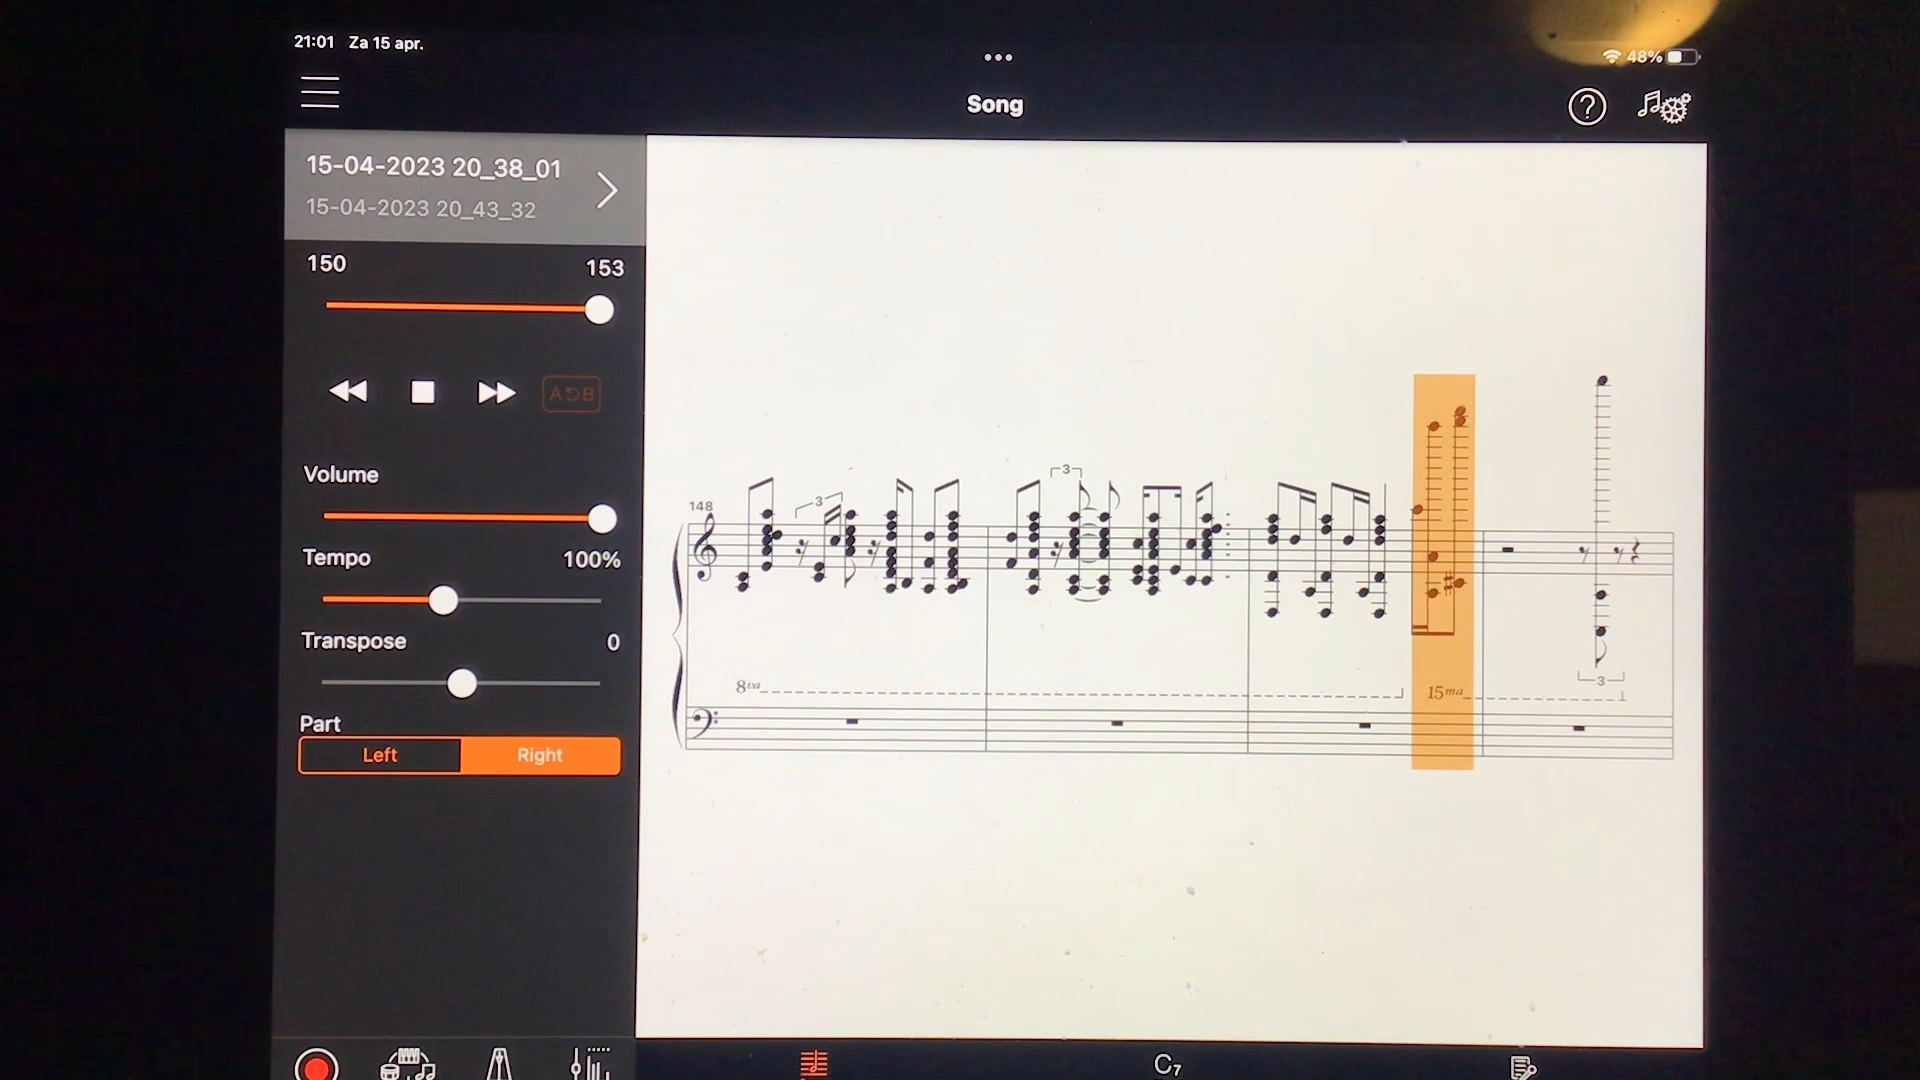 21:01 Za 15 apr.
48%
Song
?
15-04-2023 20_38_01
15-04-2023 20_43_32
150 153
A B
Volume
Tempo 100%
Transpose 0
Part
Left Right
148
3
3
8va
15ma
3
C7